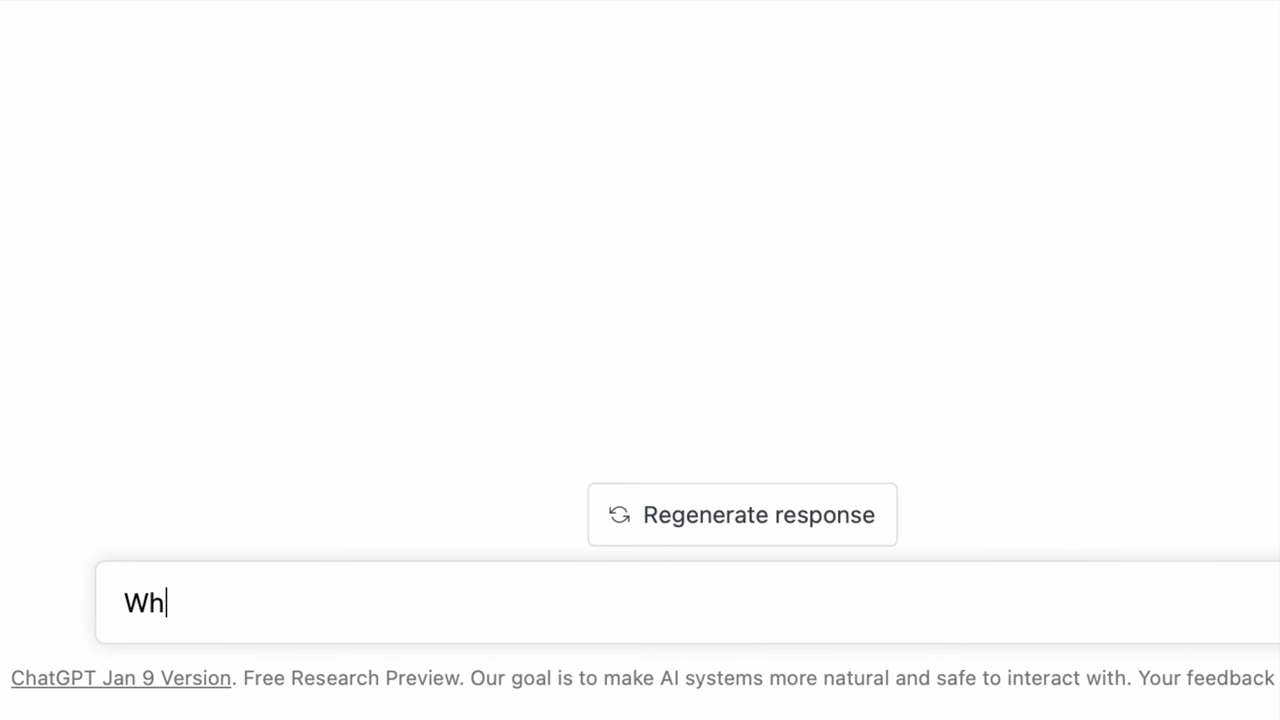 Regenerate response
Wh
ChatGPT Jan 9 Version. Free Research Preview. Our goal is to make AI systems more natural and safe to interact with. Your feedback